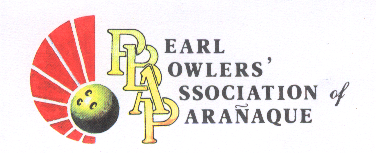 PEARL
BOWLERS'
ASSOCIATION of
PARAÑAQUE